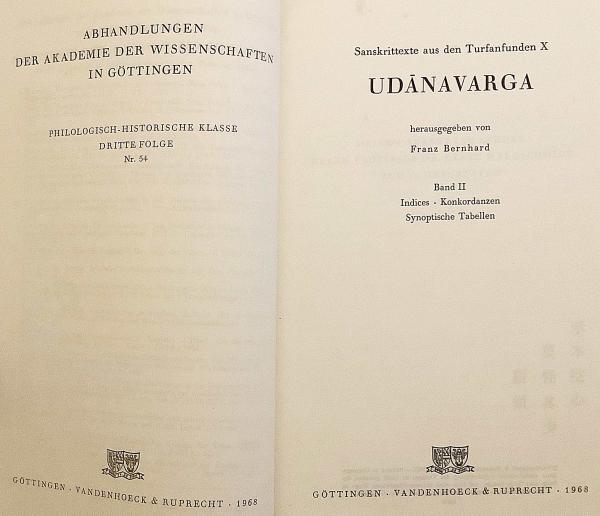 ABHANDLUNGEN
DER AKADEMIE DER WISSENSCHAFTEN
IN GÖTTINGEN
PHILOLOGISCH-HISTORISCHE KLASSE
DRITTE FOLGE
Nr. 54
GÖTTINGEN · VANDENHOECK & RUPRECHT · 1968
Sanskrittexte aus den Turfanfunden X
UDĀNAVARGA
herausgegeben von
Franz Bernhard
Band II
Indices · Konkordanzen
Synoptische Tabellen
GÖTTINGEN · VANDENHOECK & RUPRECHT · 1968